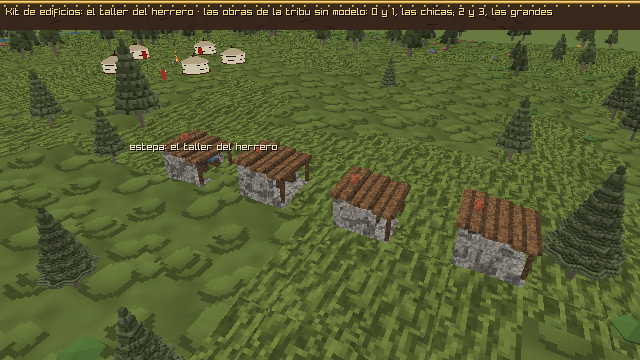 Kit de edificios: el taller del herrero · las obras de la tribu sin modelo: 0 y 1, las chicas, 2 y 3, las grandes
estepa: el taller del herrero